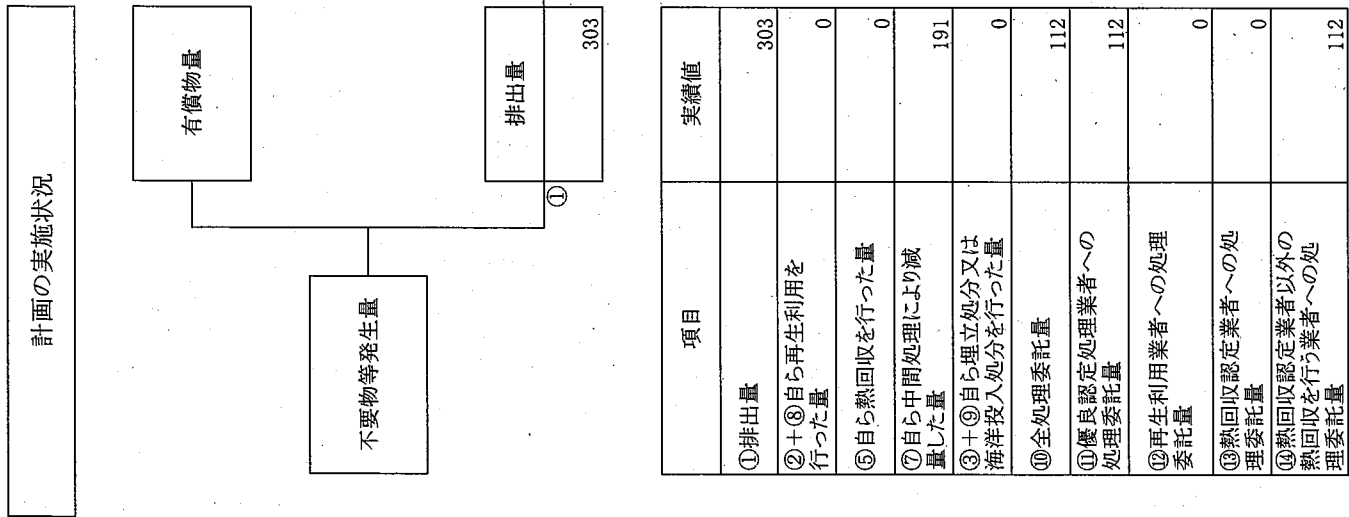 計画の実施状況
有償物量
不要物等発生量
①
排出量
303
項目
実績値
①排出量
303
②+⑧自ら再生利用を
行った量
0
⑤自ら熱回収を行った量
0
⑦自ら中間処理により減
量した量
191
③+⑨自ら埋立処分又は
海洋投入処分を行った量
0
⑩全処理委託量
112
⑪優良認定処理業者への
処理委託量
112
⑫再生利用業者への処理
委託量
0
⑬熱回収認定業者への処
理委託量
0
⑭熱回収認定業者以外の
熱回収を行う業者への処
理委託量
112